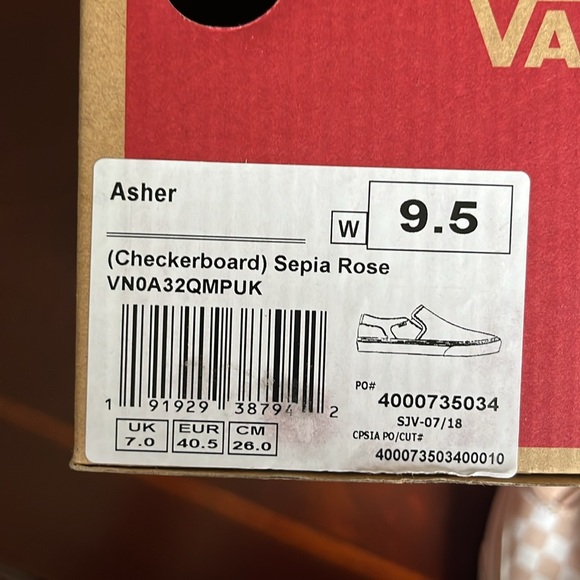 VA
Asher
W
9.5
(Checkerboard) Sepia Rose
VN0A32QMPUK
1 91929 38794 2
PO# 4000735034
SJV-07/18
CPSIA PO/CUT#
400073503400010
UK 7.0
EUR 40.5
CM 26.0